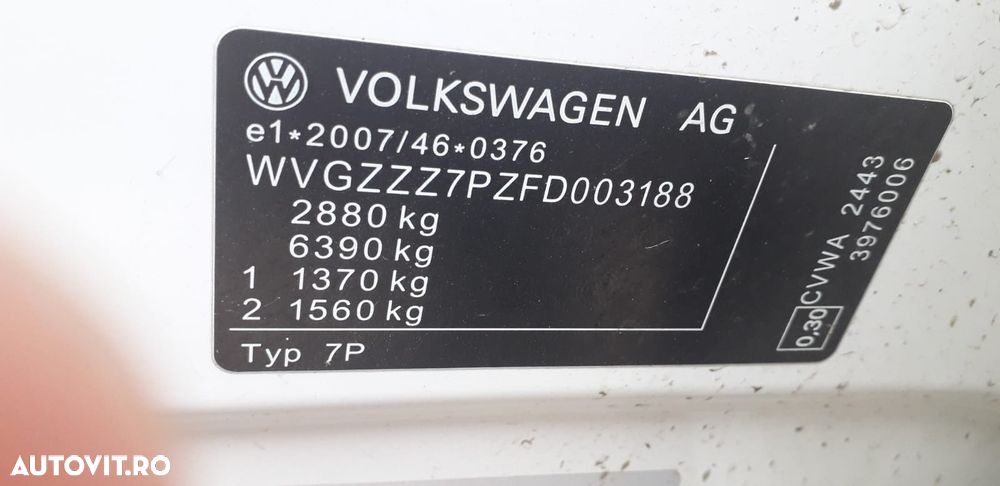 VOLKSWAGEN AG
e1*2007/46*0376
WVGZZZ7PZFD003188
2880 kg
6390 kg
1 1370 kg
2 1560 kg
Typ 7P
0,30 CVWA 2443
3976006
AUTOVIT.RO